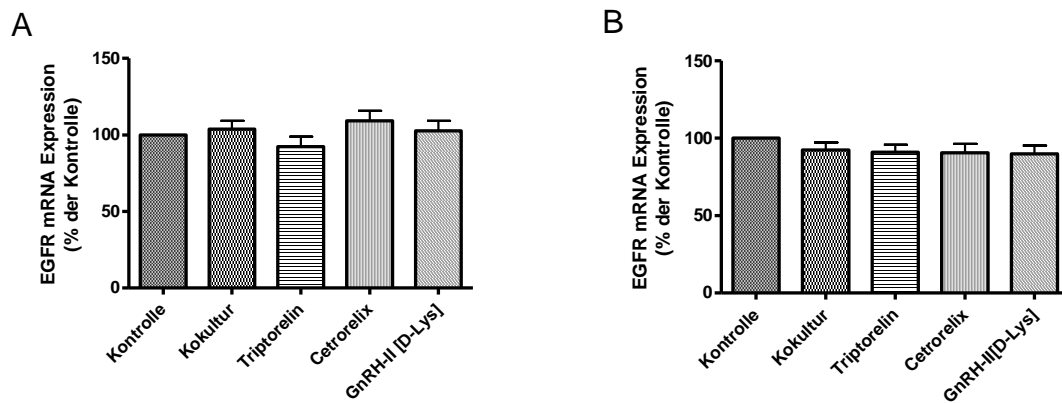 A
EGFR mRNA Expression
(% der Kontrolle)
150
100
50
0
Kontrolle
Kokultur
Triptorelin
Cetrorelix
GnRH-II [D-Lys]
B
EGFR mRNA Expression
(% der Kontrolle)
150
100
50
0
Kontrolle
Kokultur
Triptorelin
Cetrorelix
GnRH-II[D-Lys]